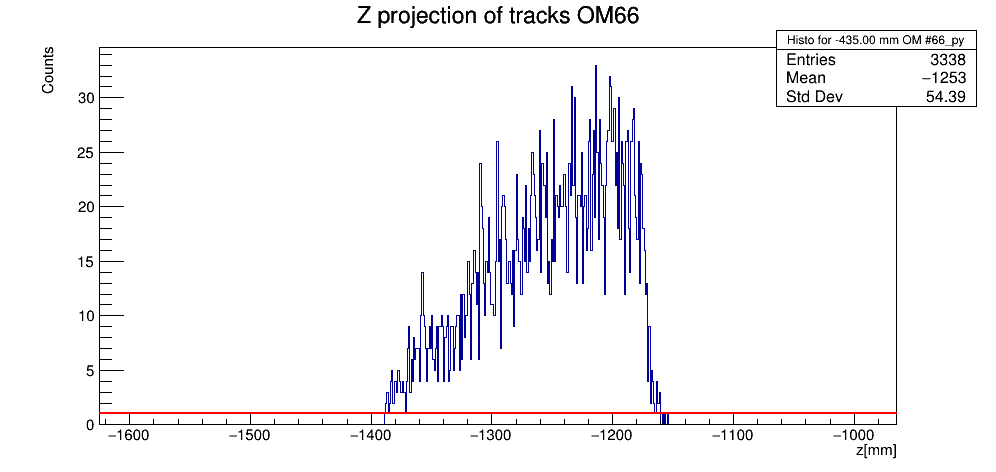 Z projection of tracks OM66
Histo for -435.00 mm OM #66_py
Entries 3338
Mean −1253
Std Dev 54.39
Counts
30
25
20
15
10
5
0
−1600 −1500 −1400 −1300 −1200 −1100 −1000
z[mm]